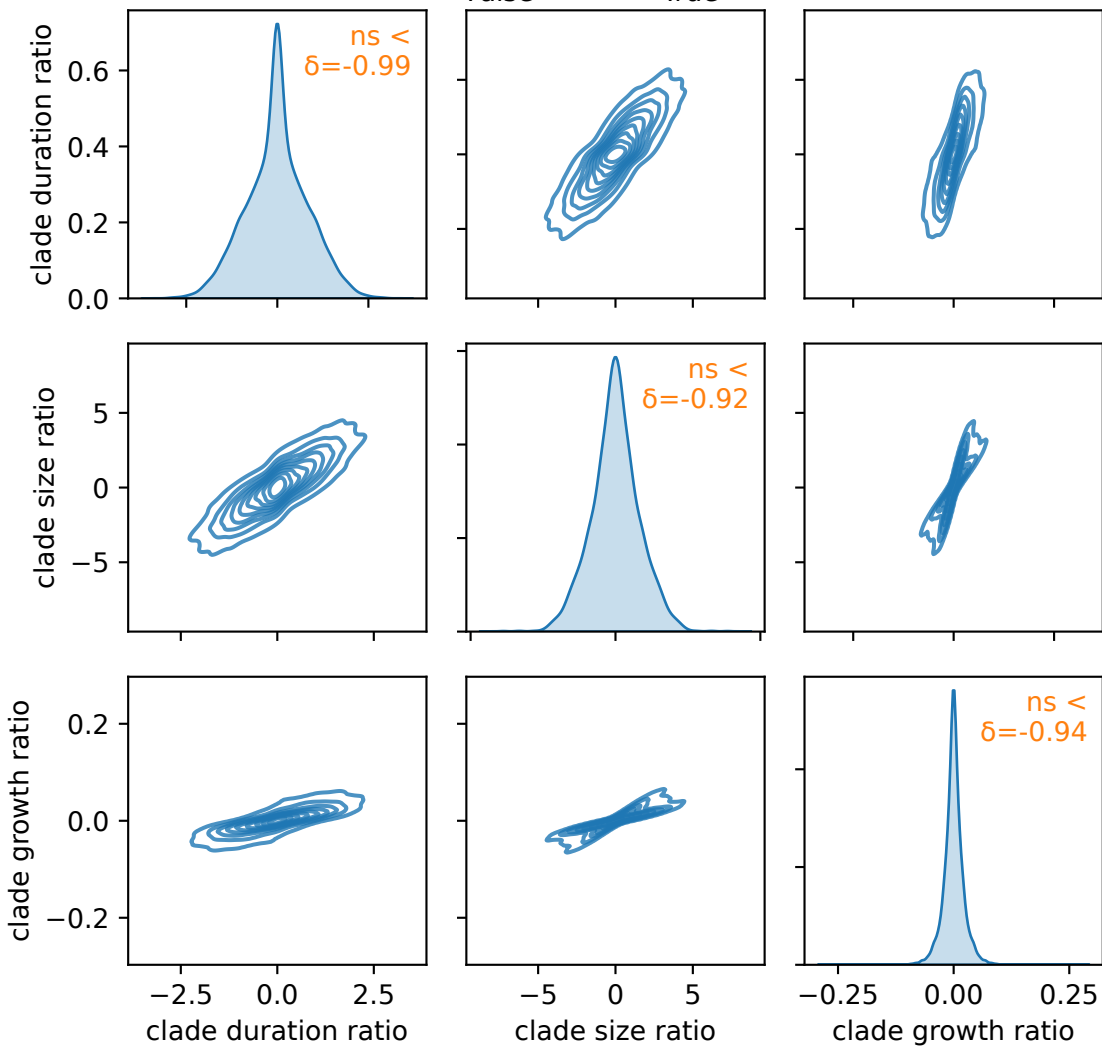 ns <
δ=-0.99
clade duration ratio
0.6
0.4
0.2
0.0
ns <
δ=-0.92
clade size ratio
5
0
−5
ns <
δ=-0.94
clade growth ratio
0.2
0.0
−0.2
−2.5 0.0 2.5
−5 0 5
−0.25 0.00 0.25
clade duration ratio
clade size ratio
clade growth ratio